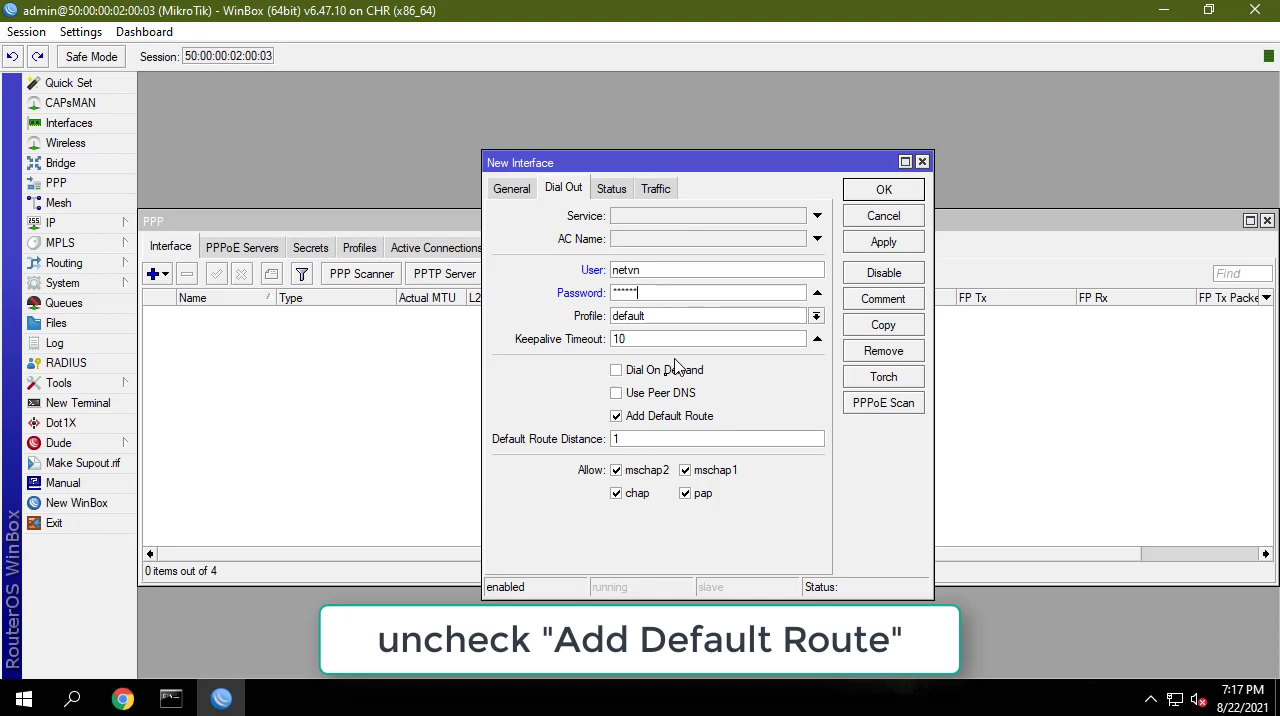 admin@50:00:00:02:00:03 (MikroTik) - WinBox (64bit) v6.47.10 on CHR (x86_64)
Session Settings Dashboard
Safe Mode Session: 50:00:00:02:00:03
Quick Set
CAPsMAN
Interfaces
Wireless
Bridge
PPP
Mesh
IP
MPLS
Routing
System
Queues
Files
Log
RADIUS
Tools
New Terminal
Dot1X
Dude
Make Supout.rif
Manual
New WinBox
Exit
RouterOS WinBox
PPP
Interface PPPoE Servers Secrets Profiles Active Connections
PPP Scanner PPTP Server Find
Name / Type Actual MTU L2 FP Tx FP Rx FP Tx Packe
0 items out of 4
New Interface
General Dial Out Status Traffic
Service:
AC Name:
User: netvn
Password: ******
Profile: default
Keepalive Timeout: 10
Dial On Demand
Use Peer DNS
Add Default Route
Default Route Distance: 1
Allow: mschap2 mschap1
chap pap
OK
Cancel
Apply
Disable
Comment
Copy
Remove
Torch
PPPoE Scan
enabled running slave Status:
uncheck "Add Default Route"
7:17 PM
8/22/2021